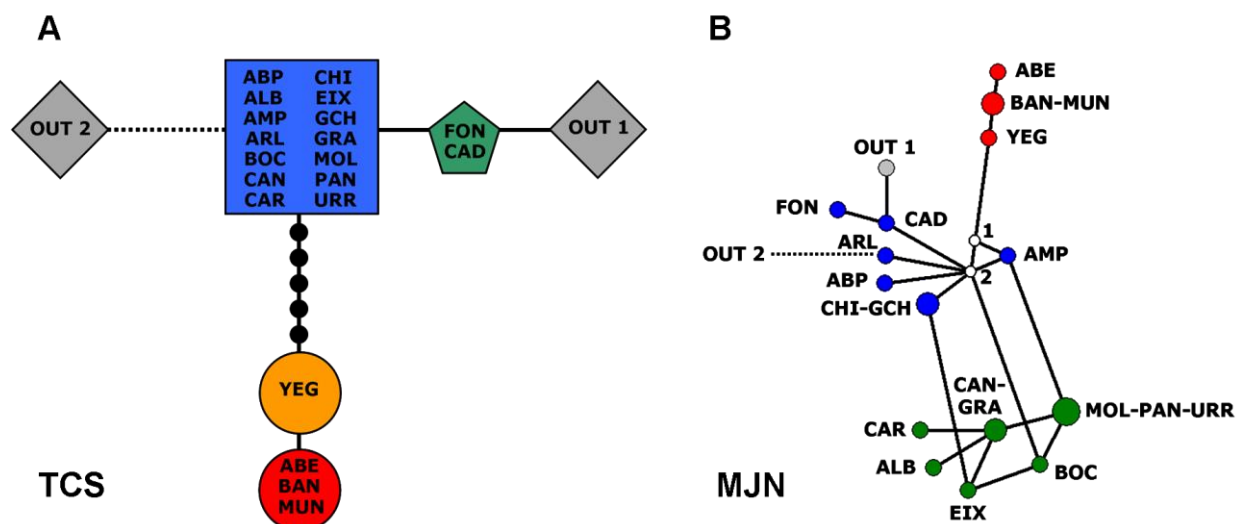 A
OUT 2
ABP CHI
ALB EIX
AMP GCH
ARL GRA
BOC MOL
CAN PAN
CAR URR
FON
CAD
OUT 1
YEG
ABE
BAN
MUN
TCS
B
ABE
BAN-MUN
YEG
OUT 1
FON
CAD
1
ARL
AMP
OUT 2
2
ABP
CHI-GCH
CAN-
GRA
MOL-PAN-URR
CAR
ALB
BOC
EIX
MJN